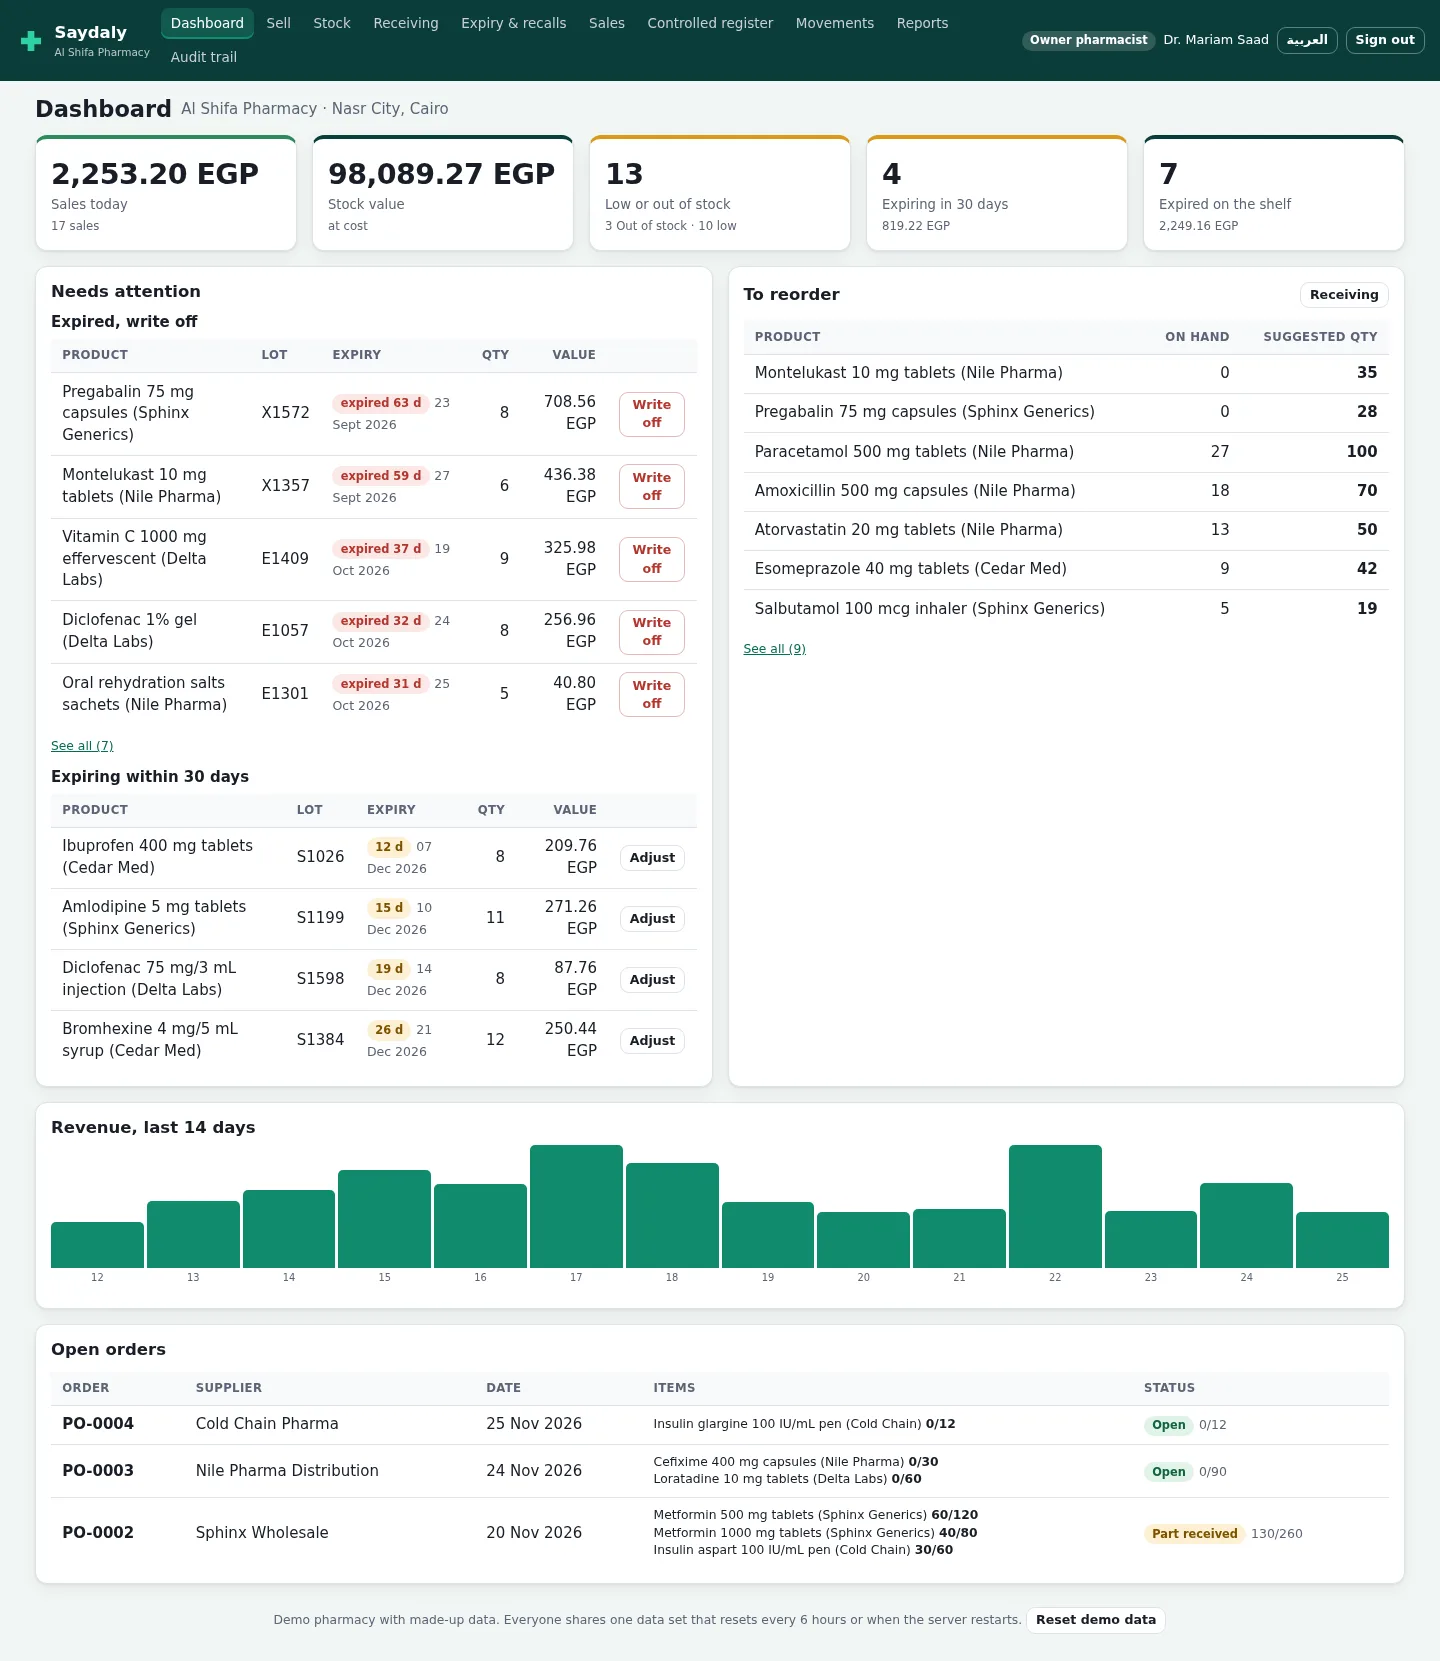 Saydaly
Al Shifa Pharmacy
Dashboard Sell Stock Receiving Expiry & recalls Sales Controlled register Movements Reports
Audit trail
Owner pharmacist Dr. Mariam Saad العربية Sign out
Dashboard Al Shifa Pharmacy · Nasr City, Cairo
2,253.20 EGP
Sales today
17 sales
98,089.27 EGP
Stock value
at cost
13
Low or out of stock
3 Out of stock · 10 low
4
Expiring in 30 days
819.22 EGP
7
Expired on the shelf
2,249.16 EGP
Needs attention
Expired, write off
PRODUCT LOT EXPIRY QTY VALUE
Pregabalin 75 mg
capsules (Sphinx
Generics)
X1572
expired 63 d 23
Sept 2026
8
708.56
EGP
Write
off
Montelukast 10 mg
tablets (Nile Pharma)
X1357
expired 59 d 27
Sept 2026
6
436.38
EGP
Write
off
Vitamin C 1000 mg
effervescent (Delta
Labs)
E1409
expired 37 d 19
Oct 2026
9
325.98
EGP
Write
off
Diclofenac 1% gel
(Delta Labs)
E1057
expired 32 d 24
Oct 2026
8
256.96
EGP
Write
off
Oral rehydration salts
sachets (Nile Pharma)
E1301
expired 31 d 25
Oct 2026
5
40.80
EGP
Write
off
See all (7)
Expiring within 30 days
PRODUCT LOT EXPIRY QTY VALUE
Ibuprofen 400 mg tablets
(Cedar Med)
S1026
12 d 07
Dec 2026
8
209.76
EGP
Adjust
Amlodipine 5 mg tablets
(Sphinx Generics)
S1199
15 d 10
Dec 2026
11
271.26
EGP
Adjust
Diclofenac 75 mg/3 mL
injection (Delta Labs)
S1598
19 d 14
Dec 2026
8
87.76
EGP
Adjust
Bromhexine 4 mg/5 mL
syrup (Cedar Med)
S1384
26 d 21
Dec 2026
12
250.44
EGP
Adjust
To reorder Receiving
PRODUCT ON HAND SUGGESTED QTY
Montelukast 10 mg tablets (Nile Pharma) 0 35
Pregabalin 75 mg capsules (Sphinx Generics) 0 28
Paracetamol 500 mg tablets (Nile Pharma) 27 100
Amoxicillin 500 mg capsules (Nile Pharma) 18 70
Atorvastatin 20 mg tablets (Nile Pharma) 13 50
Esomeprazole 40 mg tablets (Cedar Med) 9 42
Salbutamol 100 mcg inhaler (Sphinx Generics) 5 19
See all (9)
Revenue, last 14 days
12 13 14 15 16 17 18 19 20 21 22 23 24 25
Open orders
ORDER SUPPLIER DATE ITEMS STATUS
PO-0004 Cold Chain Pharma 25 Nov 2026 Insulin glargine 100 IU/mL pen (Cold Chain) 0/12 Open 0/12
PO-0003 Nile Pharma Distribution 24 Nov 2026
Cefixime 400 mg capsules (Nile Pharma) 0/30
Loratadine 10 mg tablets (Delta Labs) 0/60
Open 0/90
PO-0002 Sphinx Wholesale 20 Nov 2026
Metformin 500 mg tablets (Sphinx Generics) 60/120
Metformin 1000 mg tablets (Sphinx Generics) 40/80
Insulin aspart 100 IU/mL pen (Cold Chain) 30/60
Part received 130/260
Demo pharmacy with made-up data. Everyone shares one data set that resets every 6 hours or when the server restarts. Reset demo data